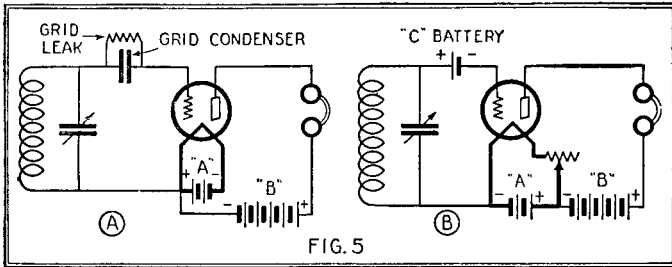 GRID
LEAK
GRID CONDENSER
"A"
+ -
"B"
- +
A
"C" BATTERY
+ -
"A"
- +
"B"
- +
B
FIG. 5